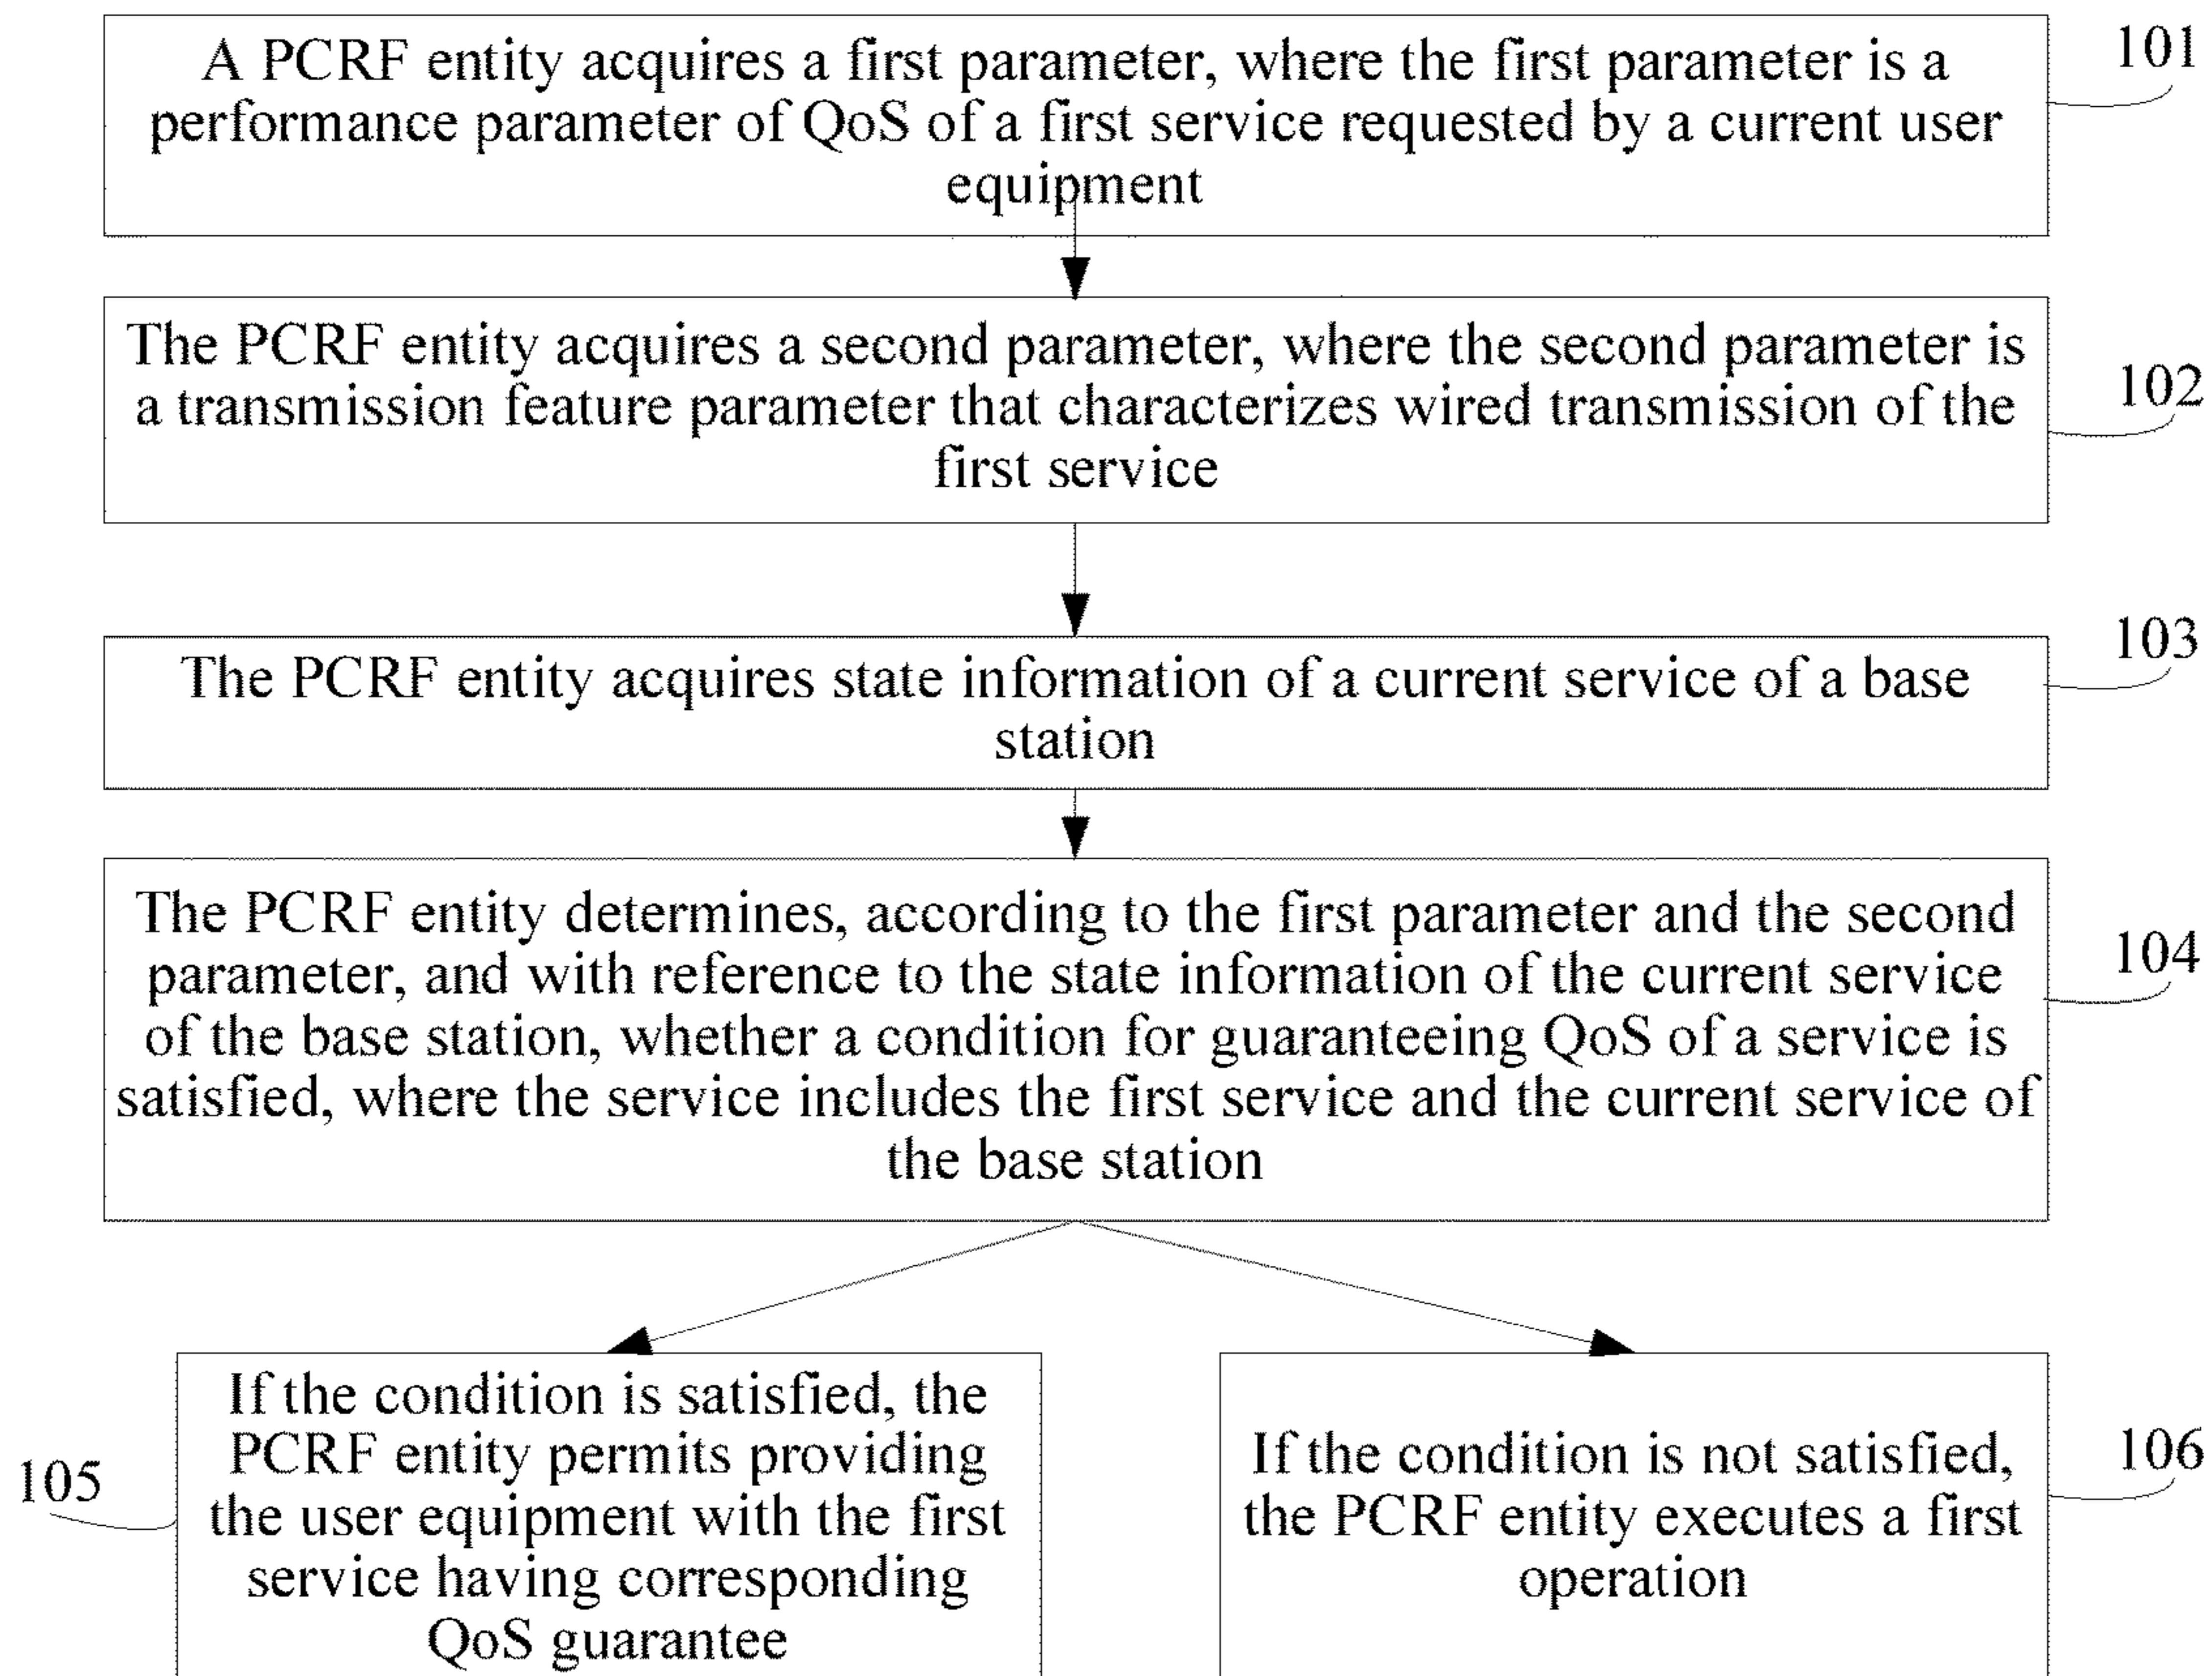 A PCRF entity acquires a first parameter, where the first parameter is a
performance parameter of QoS of a first service requested by a current user
equipment
101
The PCRF entity acquires a second parameter, where the second parameter is
a transmission feature parameter that characterizes wired transmission of the
first service
102
The PCRF entity acquires state information of a current service of a base
station
103
The PCRF entity determines, according to the first parameter and the second
parameter, and with reference to the state information of the current service
of the base station, whether a condition for guaranteeing QoS of a service is
satisfied, where the service includes the first service and the current service of
the base station
104
105
If the condition is satisfied, the
PCRF entity permits providing
the user equipment with the first
service having corresponding
QoS guarantee
If the condition is not satisfied,
the PCRF entity executes a first
operation
106